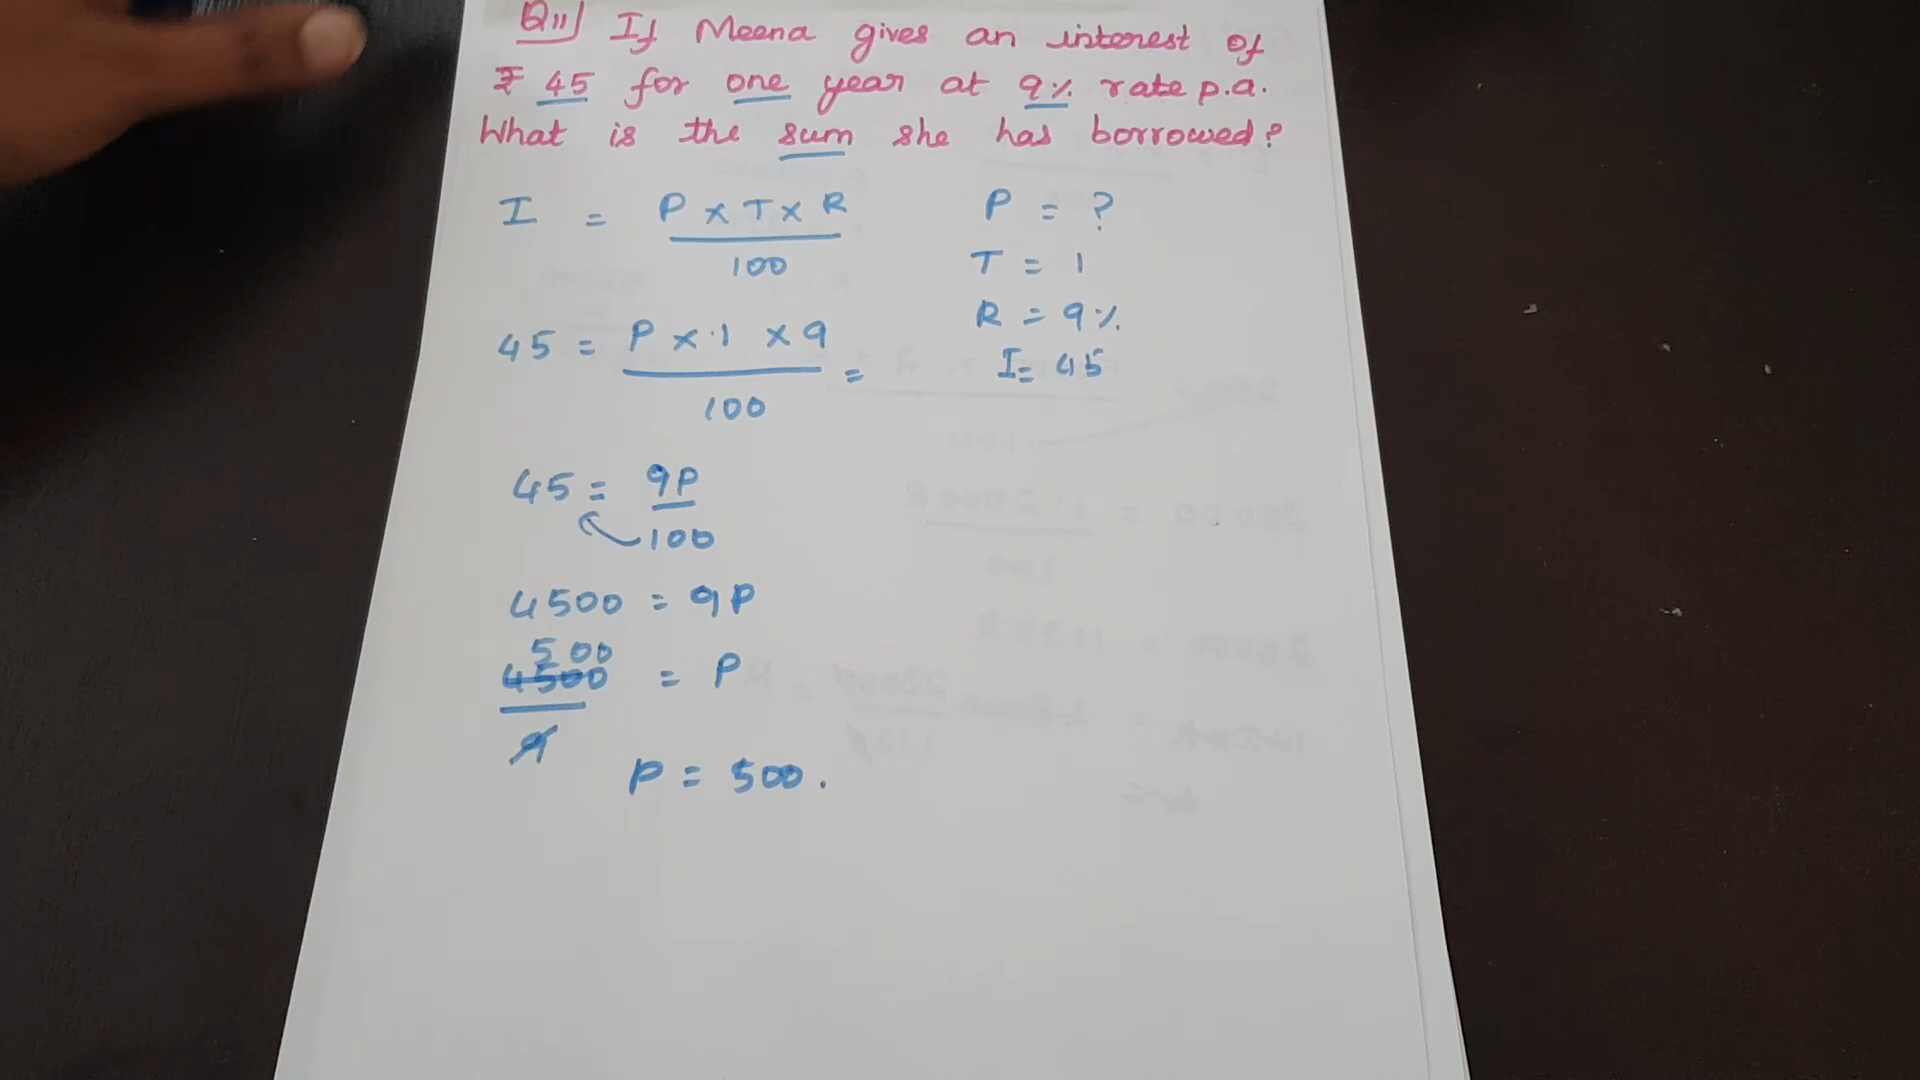 Q11) If Meena gives an interest of
₹ 45 for one year at 9% rate p.a.
What is the sum she has borrowed?
I = P × T × R
100
P = ?
T = 1
R = 9%
I = 45
45 = P × 1 × 9 =
100
45 = 9P
100
4500 = 9P
500
4500 = P
9
P = 500.